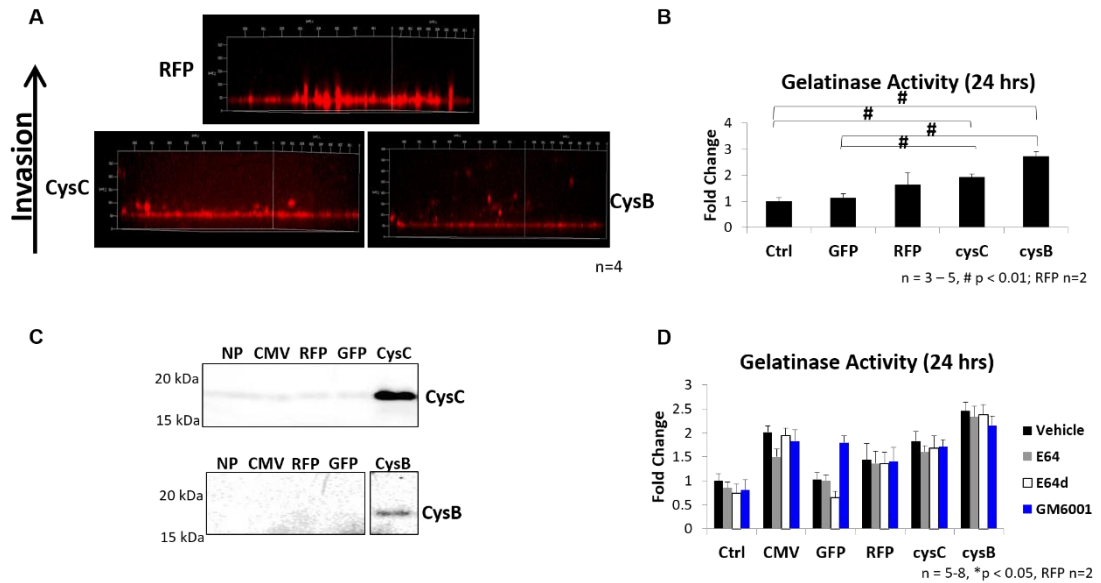 A
RFP
Invasion
CysC
CysB
n=4
B
Gelatinase Activity (24 hrs)
#
#
#
#
Fold Change
4
3
2
1
0
Ctrl GFP RFP cysC cysB
n = 3 – 5, # p < 0.01; RFP n=2
C
NP CMV RFP GFP CysC
20 kDa
15 kDa
CysC
NP CMV RFP GFP CysB
20 kDa
15 kDa
CysB
D
Gelatinase Activity (24 hrs)
Fold Change
3
2.5
2
1.5
1
0.5
0
Ctrl CMV GFP RFP cysC cysB
Vehicle
E64
E64d
GM6001
n = 5-8, *p < 0.05, RFP n=2